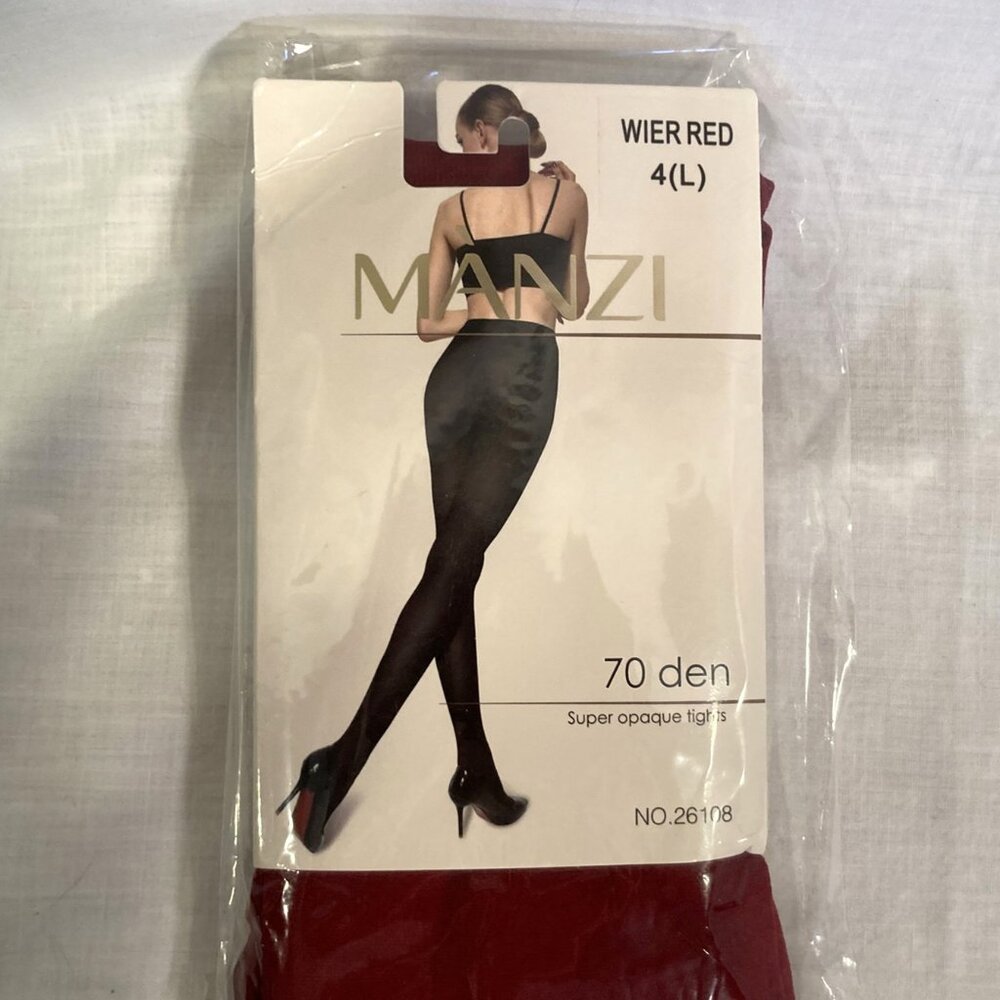 WIER RED
4(L)
MANZI
70 den
Super opaque tights
NO.26108